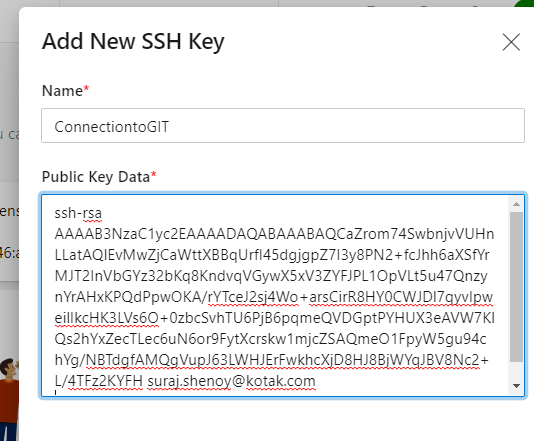 Add New SSH Key
Name*
ConnectiontoGIT
Public Key Data*
ssh-rsa
AAAAB3NzaC1yc2EAAAADAQABAAABAQCaZrom74SwbnjvVUHn
LLatAQIEvMwZjCaWttXBBqUrfI45dgjgpZ7I3y8PN2+fcJhh6aXSfYr
MJT2InVbGYz32bKq8KndvqVGywX5xV3ZYFJPL1OpVLt5u47Qnzy
nYrAHxKPQdPpwOKA/rYTceJ2sj4Wo+arsCirR8HY0CWJDI7qyvIpw
eiIlkcHK3LVs6O+0zbcSvhTU6PjB6pqmeQVDGptPYHUX3eAVW7KI
Qs2hYxZecTLec6uN6or9FytXcrskw1mjcZSAQmeO1FpyW5gu94c
hYg/NBTdgfAMQgVupJ63LWHJErFwkhcXjD8HJ8BjWYqJBV8Nc2+
L/4TFz2KYFH suraj.shenoy@kotak.com